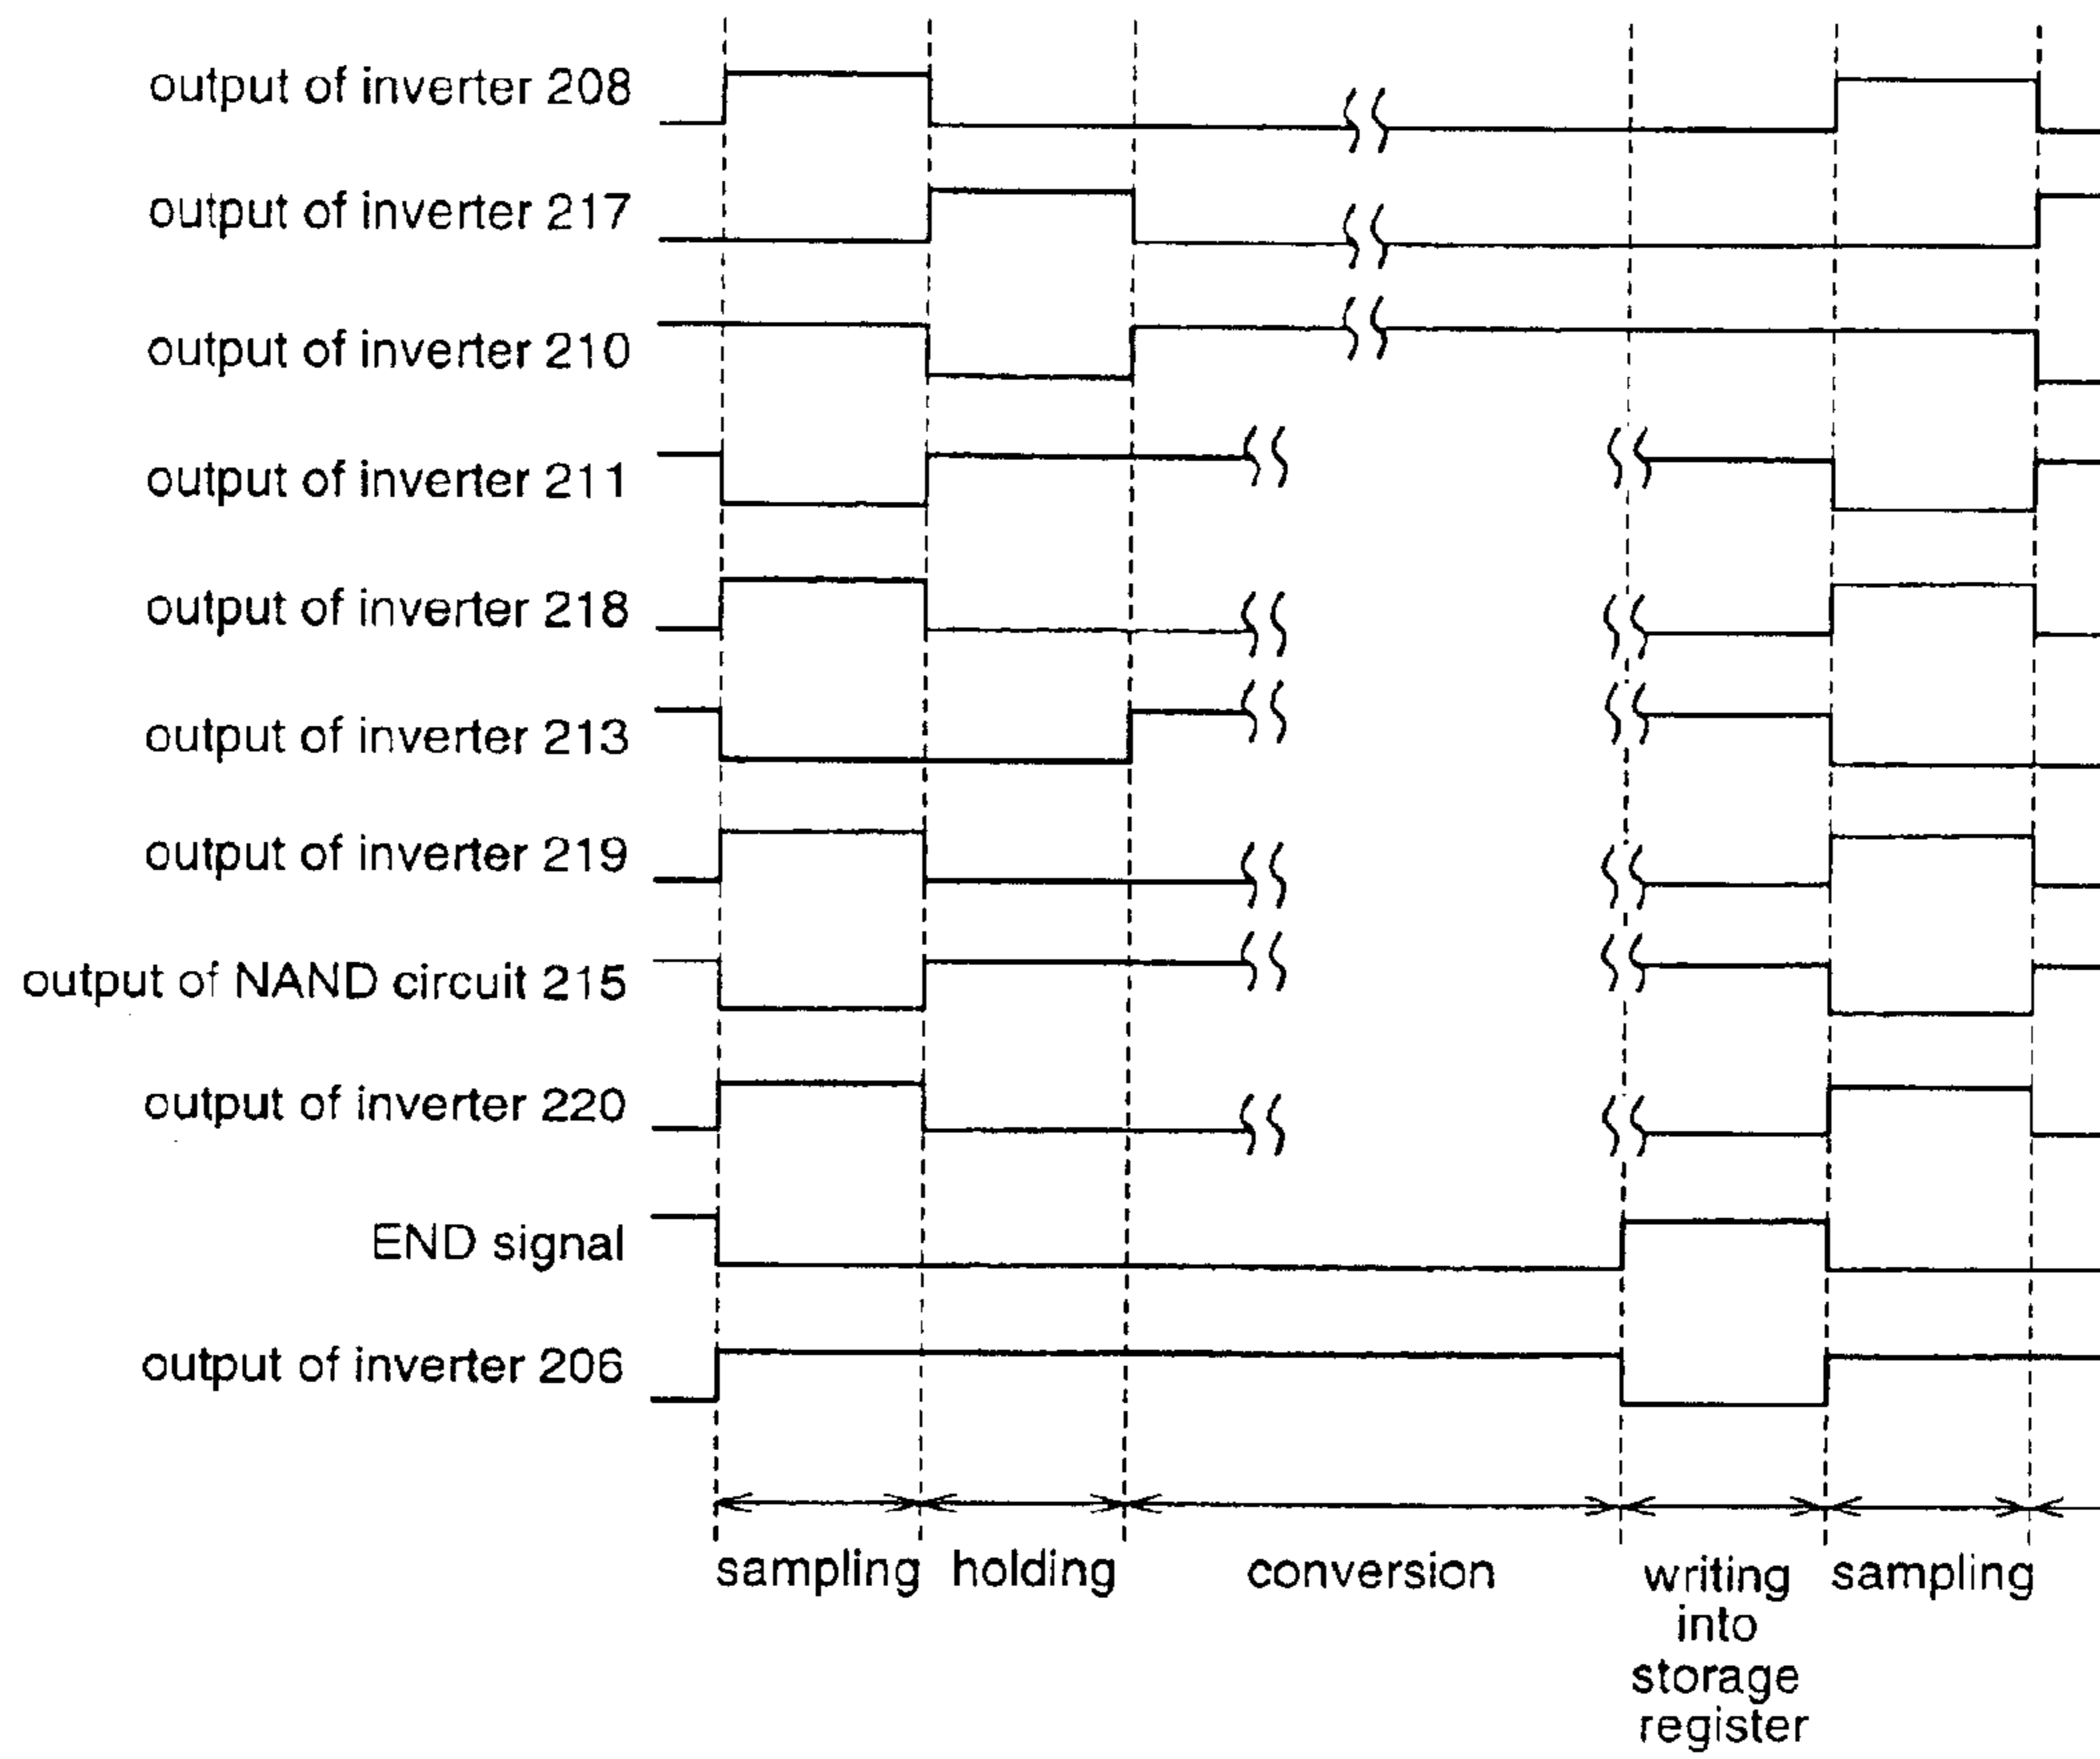 output of inverter 208
output of inverter 217
output of inverter 210
output of inverter 211
output of inverter 218
output of inverter 213
output of inverter 219
output of NAND circuit 215
output of inverter 220
END signal
output of inverter 206
sampling holding conversion writing sampling
into
storage
register